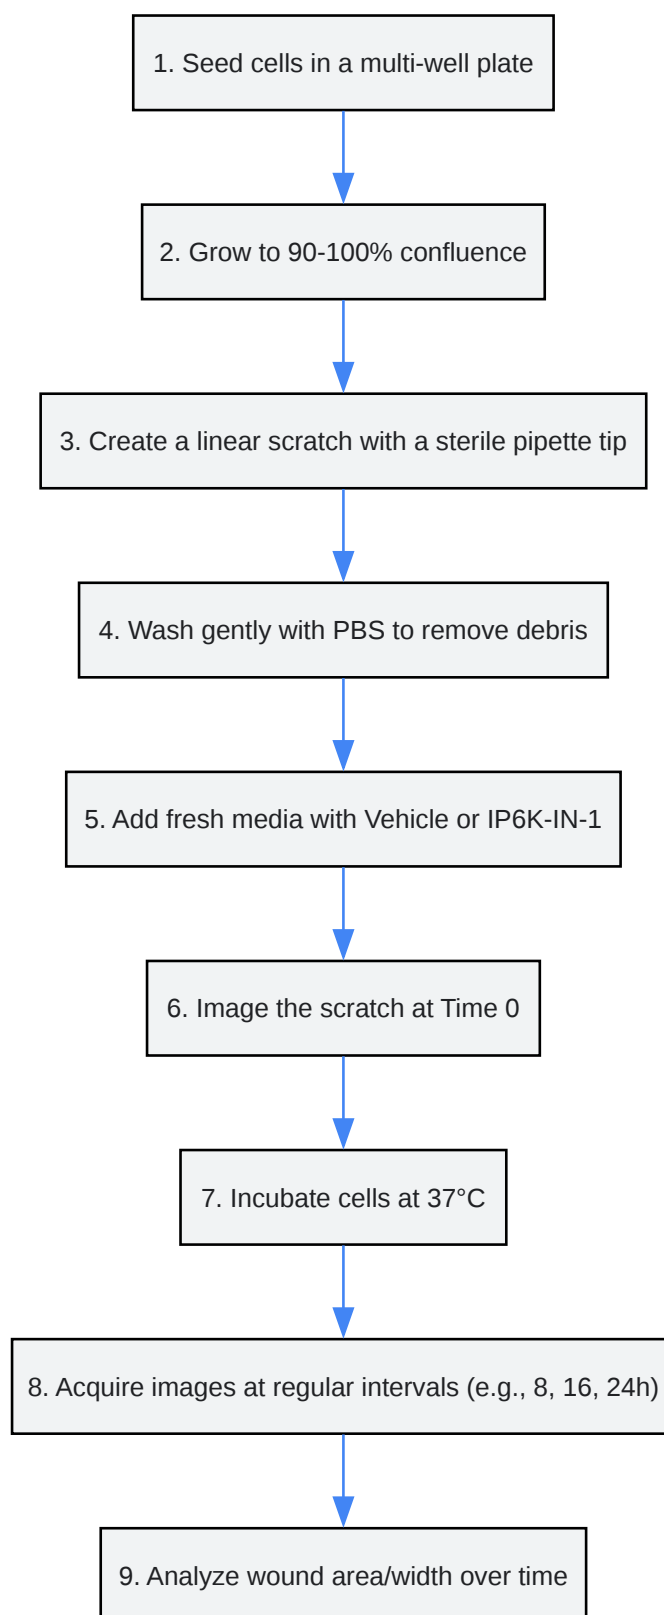 1. Seed cells in a multi-well plate
2. Grow to 90-100% confluence
3. Create a linear scratch with a sterile pipette tip
4. Wash gently with PBS to remove debris
5. Add fresh media with Vehicle or IP6K-IN-1
6. Image the scratch at Time 0
7. Incubate cells at 37°C
8. Acquire images at regular intervals (e.g., 8, 16, 24h)
9. Analyze wound area/width over time